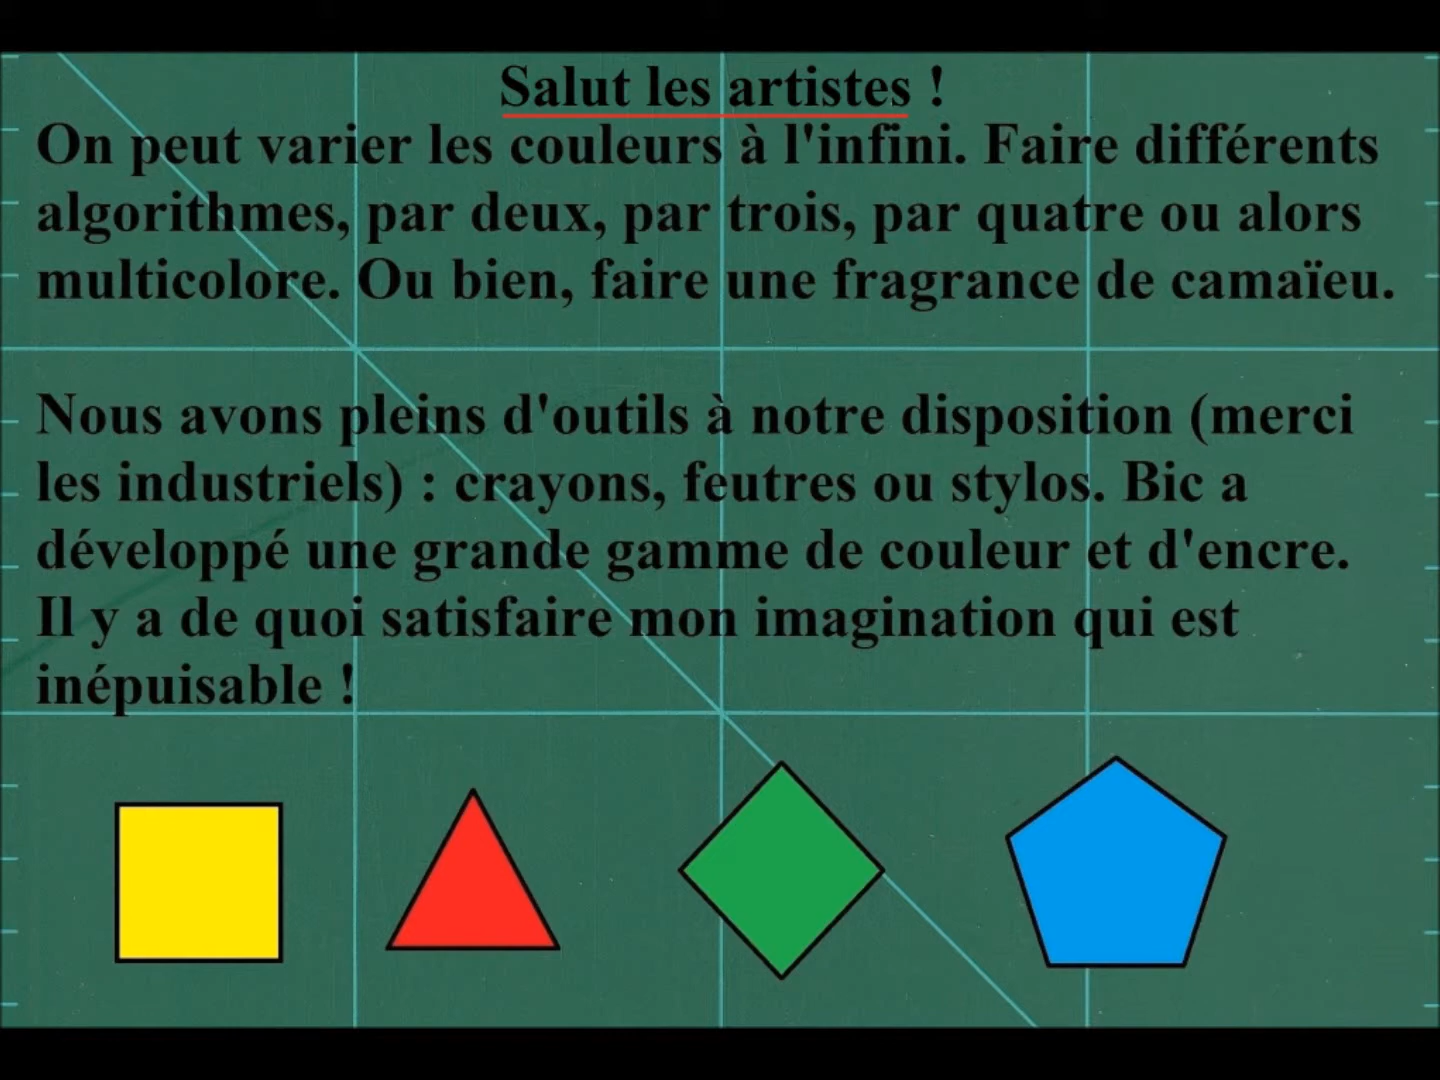 Salut les artistes !
On peut varier les couleurs à l'infini. Faire différents
algorithmes, par deux, par trois, par quatre ou alors
multicolore. Ou bien, faire une fragrance de camaïeu.
Nous avons pleins d'outils à notre disposition (merci
les industriels) : crayons, feutres ou stylos. Bic a
développé une grande gamme de couleur et d'encre.
Il y a de quoi satisfaire mon imagination qui est
inépuisable !